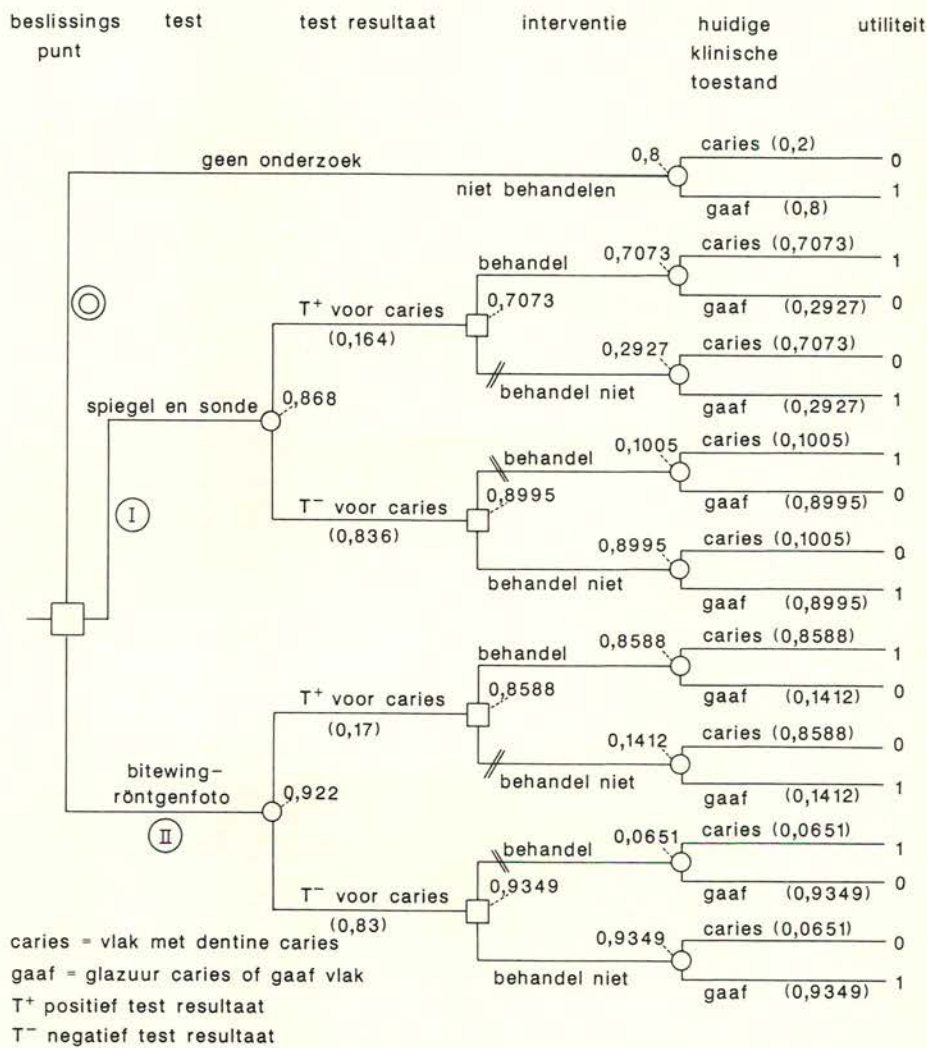 beslissings punt test test resultaat interventie huidige klinische toestand utiliteit
geen onderzoek
niet behandelen
0,8
caries (0,2) 0
gaaf (0,8) 1
spiegel en sonde
I
0,868
T⁺ voor caries
(0,164)
0,7073
behandel
0,7073
caries (0,7073) 1
gaaf (0,2927) 0
behandel niet
0,2927
caries (0,7073) 0
gaaf (0,2927) 1
T⁻ voor caries
(0,836)
0,8995
behandel
0,1005
caries (0,1005) 1
gaaf (0,8995) 0
behandel niet
0,8995
caries (0,1005) 0
gaaf (0,8995) 1
bitewing–
röntgenfoto
II
0,922
T⁺ voor caries
(0,17)
0,8588
behandel
0,8588
caries (0,8588) 1
gaaf (0,1412) 0
behandel niet
0,1412
caries (0,8588) 0
gaaf (0,1412) 1
T⁻ voor caries
(0,83)
0,9349
behandel
0,0651
caries (0,0651) 1
gaaf (0,9349) 0
behandel niet
0,9349
caries (0,0651) 0
gaaf (0,9349) 1
caries = vlak met dentine caries
gaaf = glazuur caries of gaaf vlak
T⁺ positief test resultaat
T⁻ negatief test resultaat